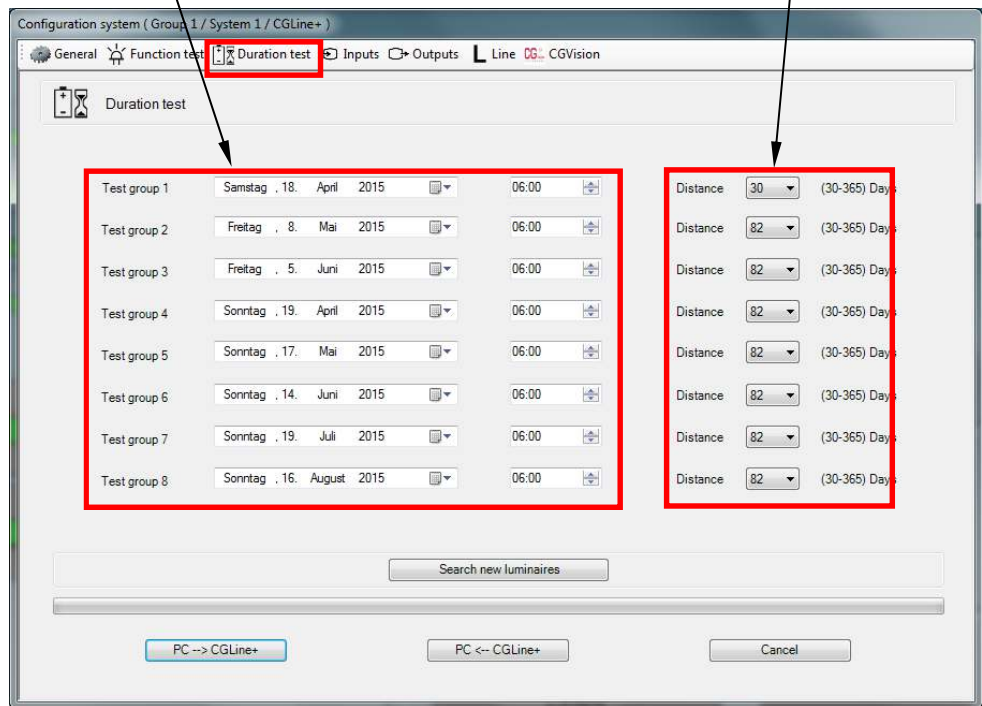 Configuration system ( Group 1 / System 1 / CGLine+ )
General Function test Duration test Inputs Outputs Line CGVision
Duration test
Test group 1 Samstag , 18. April 2015 06:00 Distance 30 (30-365) Days
Test group 2 Freitag , 8. Mai 2015 06:00 Distance 82 (30-365) Days
Test group 3 Freitag , 5. Juni 2015 06:00 Distance 82 (30-365) Days
Test group 4 Sonntag , 19. April 2015 06:00 Distance 82 (30-365) Days
Test group 5 Sonntag , 17. Mai 2015 06:00 Distance 82 (30-365) Days
Test group 6 Sonntag , 14. Juni 2015 06:00 Distance 82 (30-365) Days
Test group 7 Sonntag , 19. Juli 2015 06:00 Distance 82 (30-365) Days
Test group 8 Sonntag , 16. August 2015 06:00 Distance 82 (30-365) Days
Search new luminaires
PC --> CGLine+ PC <-- CGLine+ Cancel